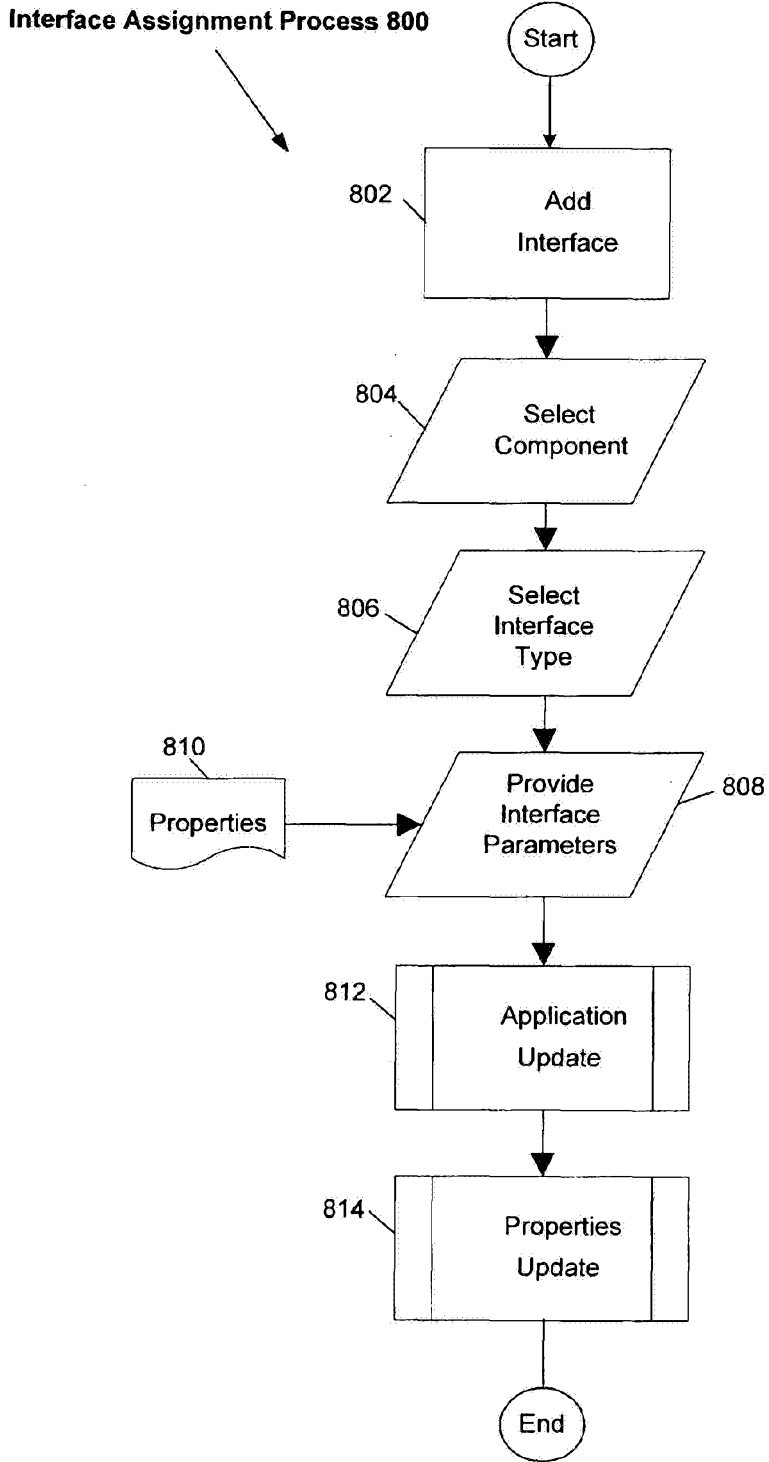 Interface Assignment Process 800
Start
802
Add
Interface
804
Select
Component
806
Select
Interface
Type
810
Properties
Provide
Interface
Parameters
808
812
Application
Update
814
Properties
Update
End